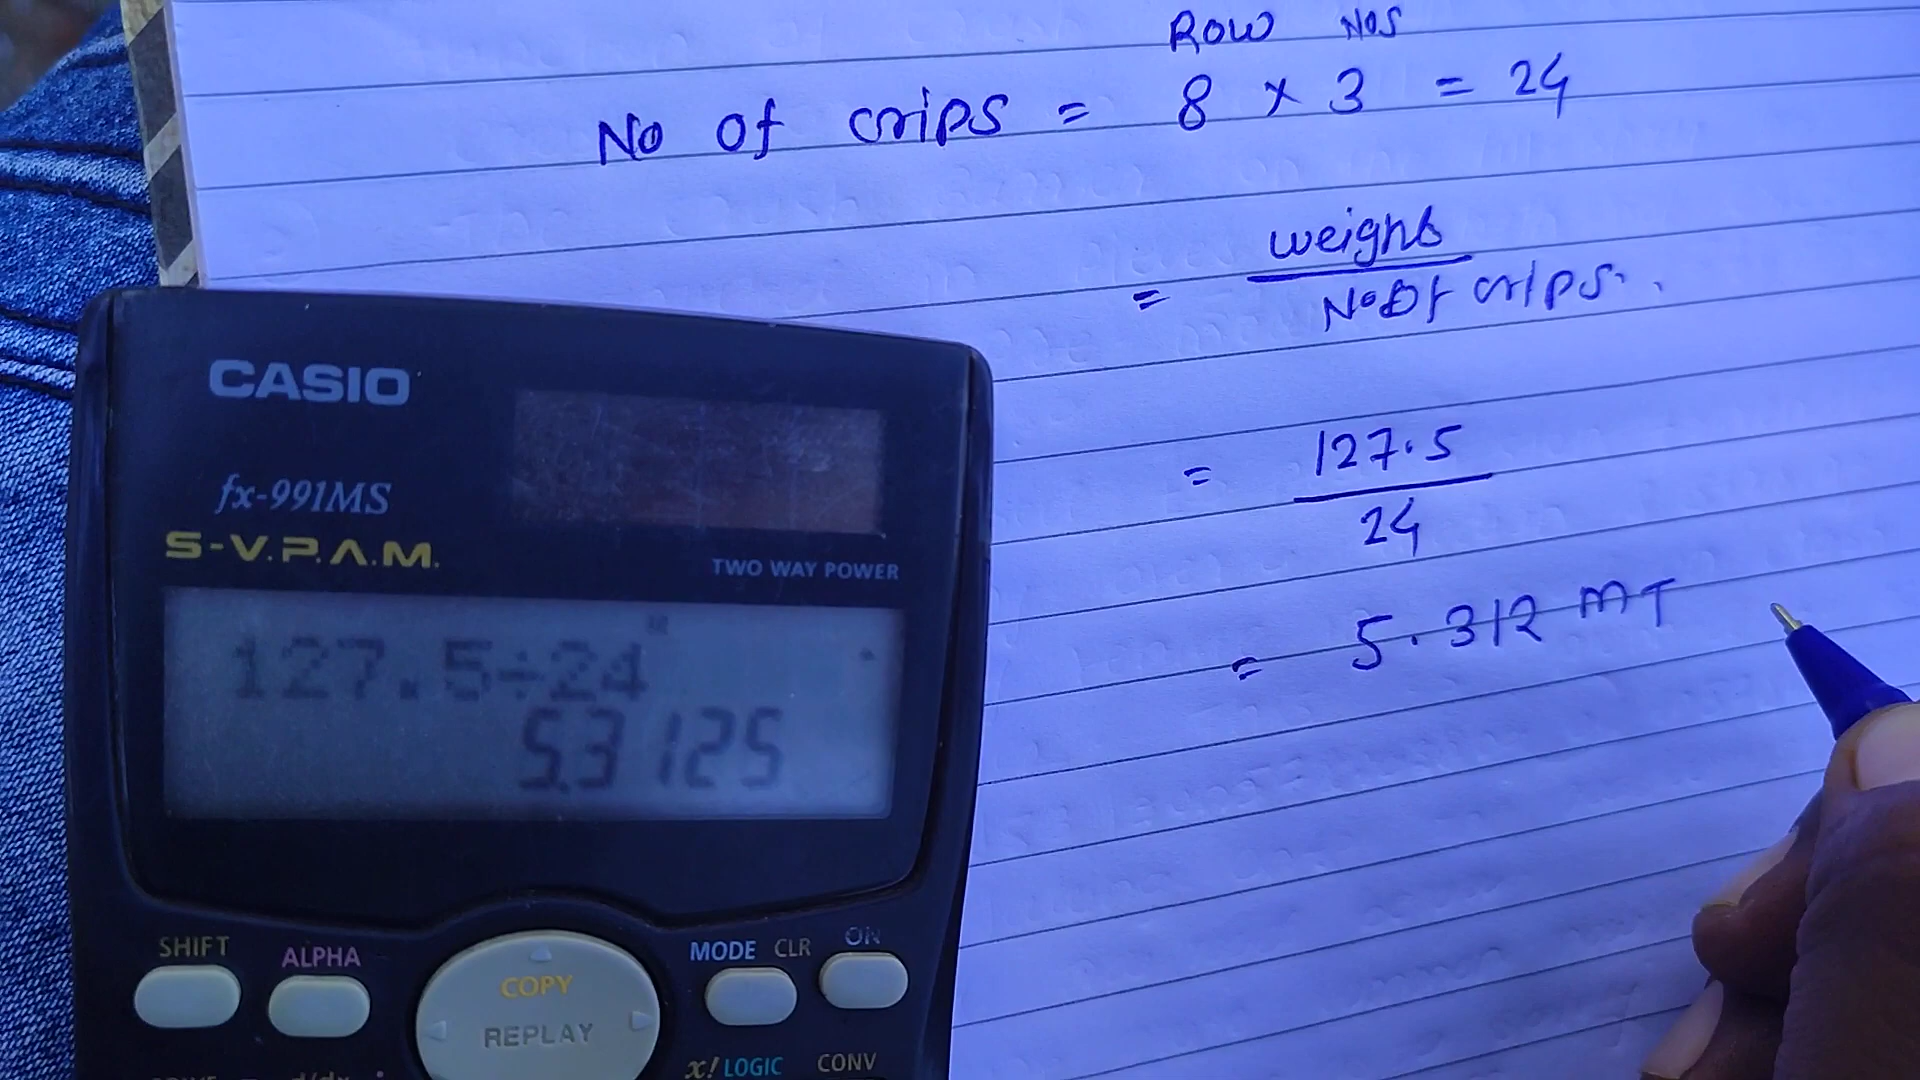 ROW NOS
No of crips = 8 x 3 = 24
= weight
No Of crips.
= 127.5
24
= 5.312 MT
CASIO
fx-991MS
S-V.P.A.M.
TWO WAY POWER
127.5÷24
5.3125
SHIFT ALPHA MODE CLR ON
COPY
REPLAY
x! LOGIC CONV